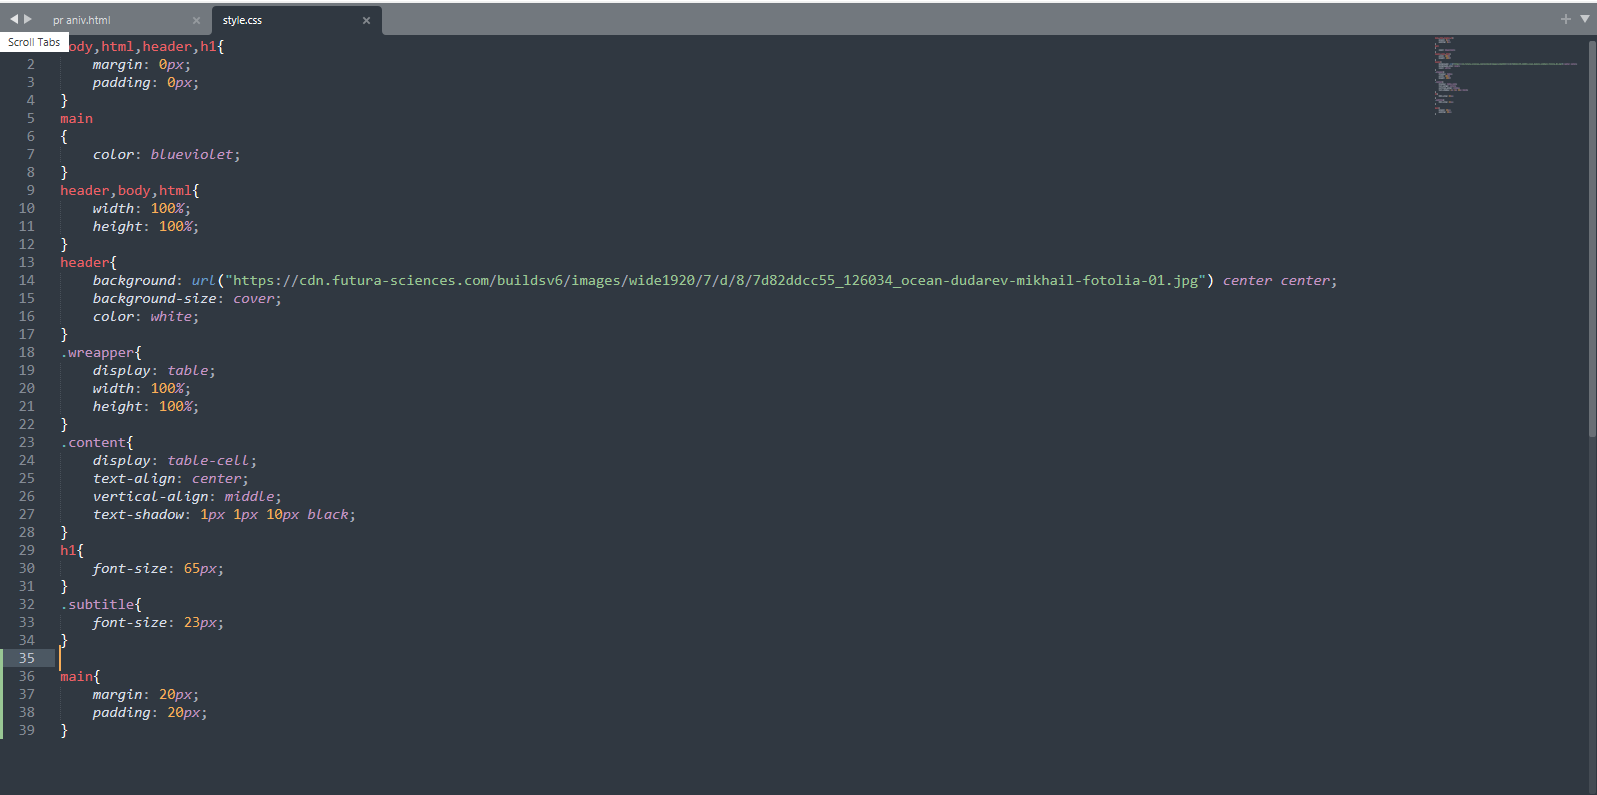 pr aniv.html × style.css ×
Scroll Tabs
ody,html,header,h1{
2 margin: 0px;
3 padding: 0px;
4 }
5 main
6 {
7 color: blueviolet;
8 }
9 header,body,html{
10 width: 100%;
11 height: 100%;
12 }
13 header{
14 background: url("https://cdn.futura-sciences.com/buildsv6/images/wide1920/7/d/8/7d82ddcc55_126034_ocean-dudarev-mikhail-fotolia-01.jpg") center center;
15 background-size: cover;
16 color: white;
17 }
18 .wreapper{
19 display: table;
20 width: 100%;
21 height: 100%;
22 }
23 .content{
24 display: table-cell;
25 text-align: center;
26 vertical-align: middle;
27 text-shadow: 1px 1px 10px black;
28 }
29 h1{
30 font-size: 65px;
31 }
32 .subtitle{
33 font-size: 23px;
34 }
35
36 main{
37 margin: 20px;
38 padding: 20px;
39 }